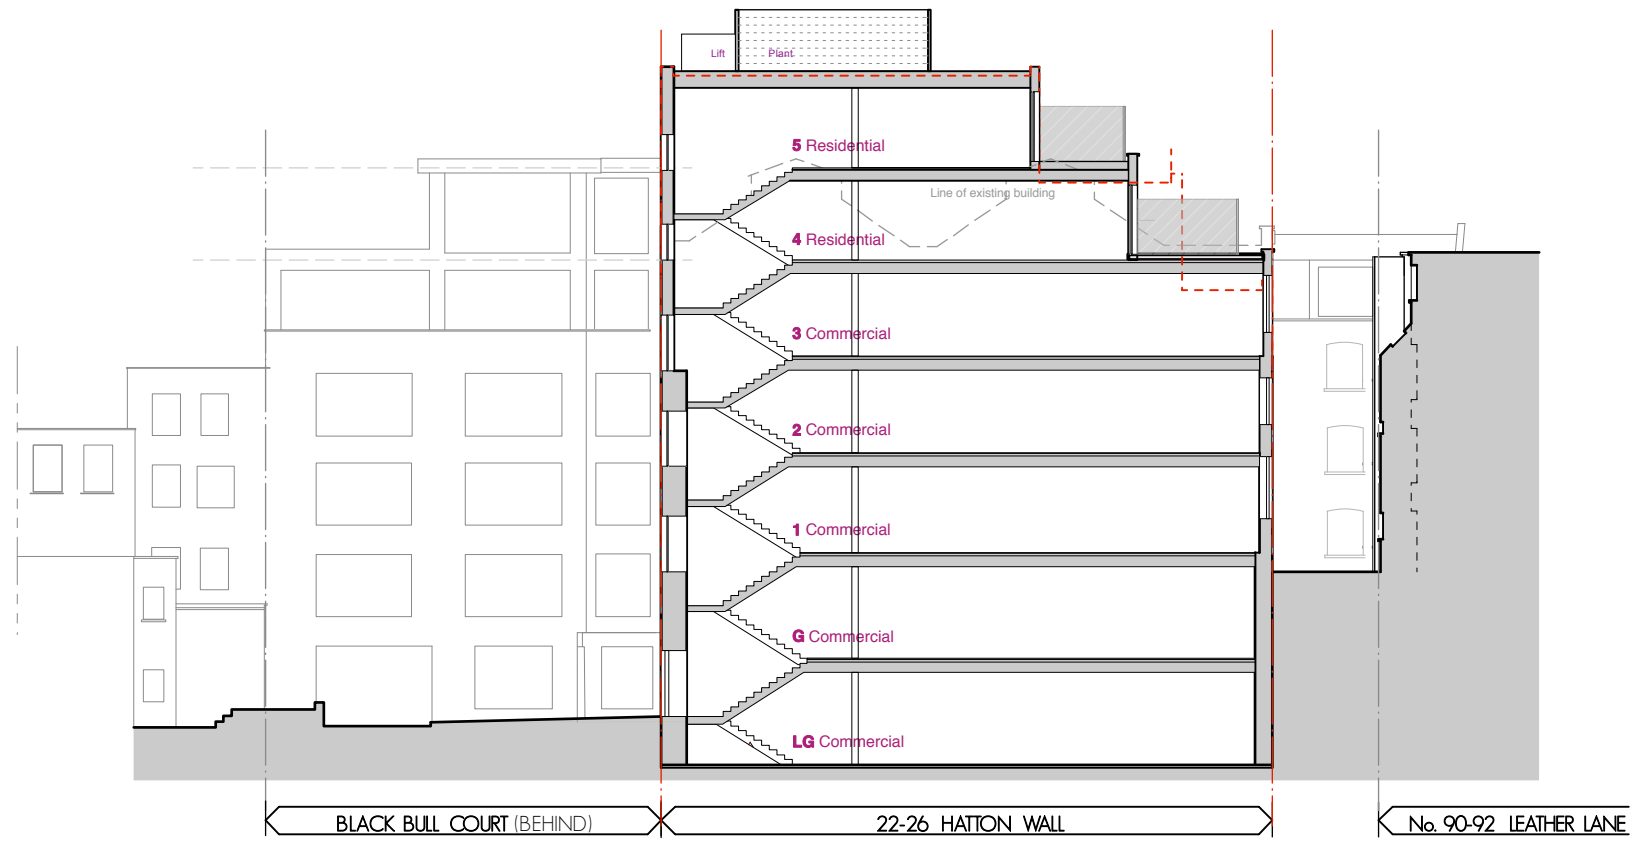 Lift Plant
5 Residential
Line of existing building
4 Residential
3 Commercial
2 Commercial
1 Commercial
G Commercial
LG Commercial
BLACK BULL COURT (BEHIND)
22-26 HATTON WALL
No. 90-92 LEATHER LANE